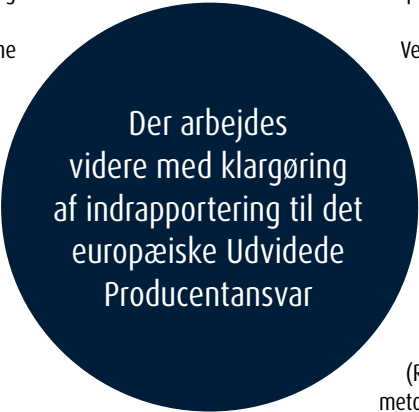 Der arbejdes
videre med klargøring
af indrapportering til det
europæiske Udvidede
Producentansvar